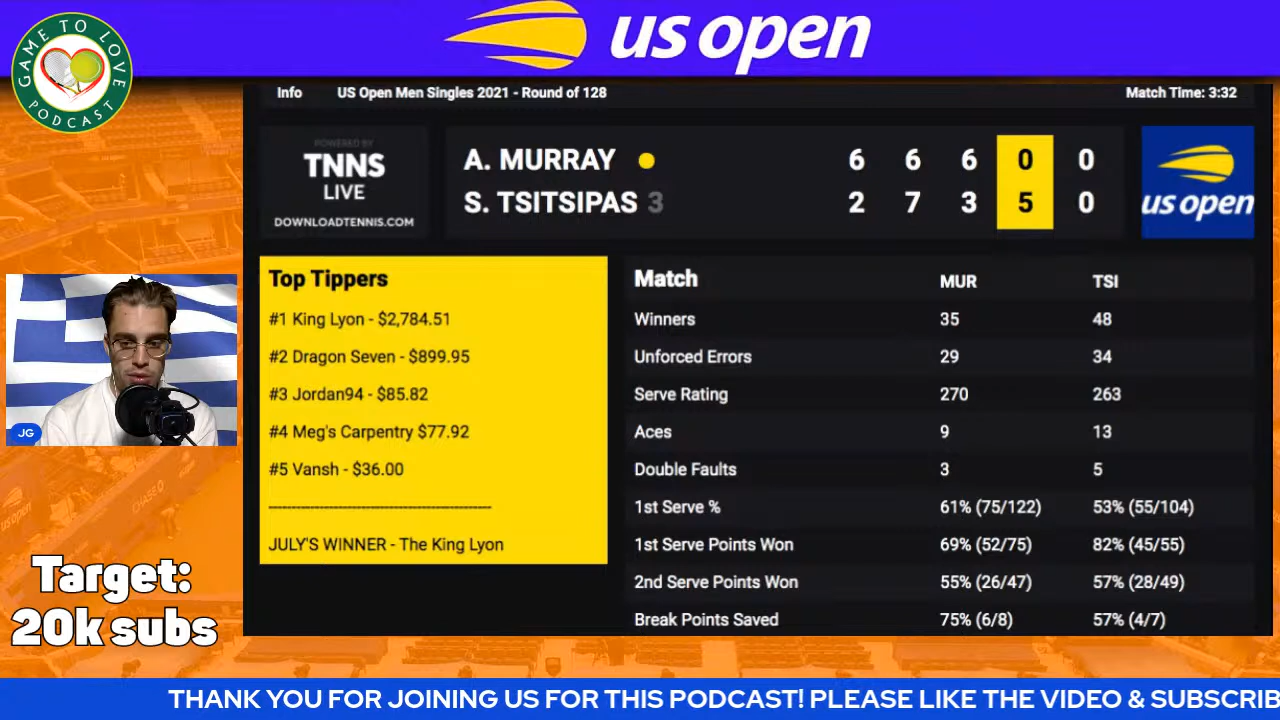 GAME TO LOVE
PODCAST
us open
Info US Open Men Singles 2021 - Round of 128 Match Time: 3:32
POWERED BY
TNNS
LIVE
DOWNLOADTENNIS.COM
A. MURRAY 6 6 6 0 0
S. TSITSIPAS 3 2 7 3 5 0
us open
Top Tippers
#1 King Lyon - $2,784.51
#2 Dragon Seven - $899.95
#3 Jordan94 - $85.82
#4 Meg's Carpentry $77.92
#5 Vansh - $36.00
--------------------------------------------
JULY'S WINNER - The King Lyon
Match MUR TSI
Winners 35 48
Unforced Errors 29 34
Serve Rating 270 263
Aces 9 13
Double Faults 3 5
1st Serve % 61% (75/122) 53% (55/104)
1st Serve Points Won 69% (52/75) 82% (45/55)
2nd Serve Points Won 55% (26/47) 57% (28/49)
Break Points Saved 75% (6/8) 57% (4/7)
JG
CHASE
us open
Target:
20k subs
THANK YOU FOR JOINING US FOR THIS PODCAST! PLEASE LIKE THE VIDEO & SUBSCRIB